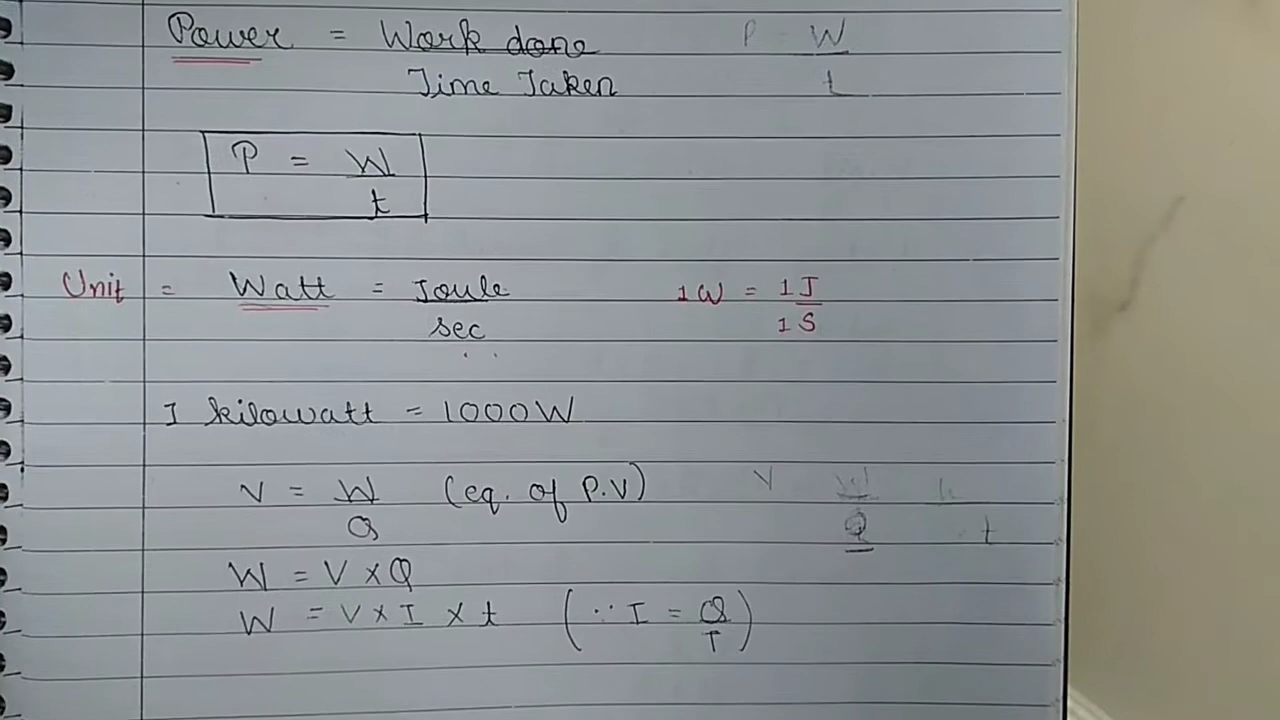 Power = Work done P W
Time Taken t
P = W
t
Unit = Watt = Joule 1W = 1J
sec 1S
1 kilowatt = 1000W
V = W (eq. of P.V) V W
Q Q t
W = V × Q
W = V × I × t (∵ I = Q
T)